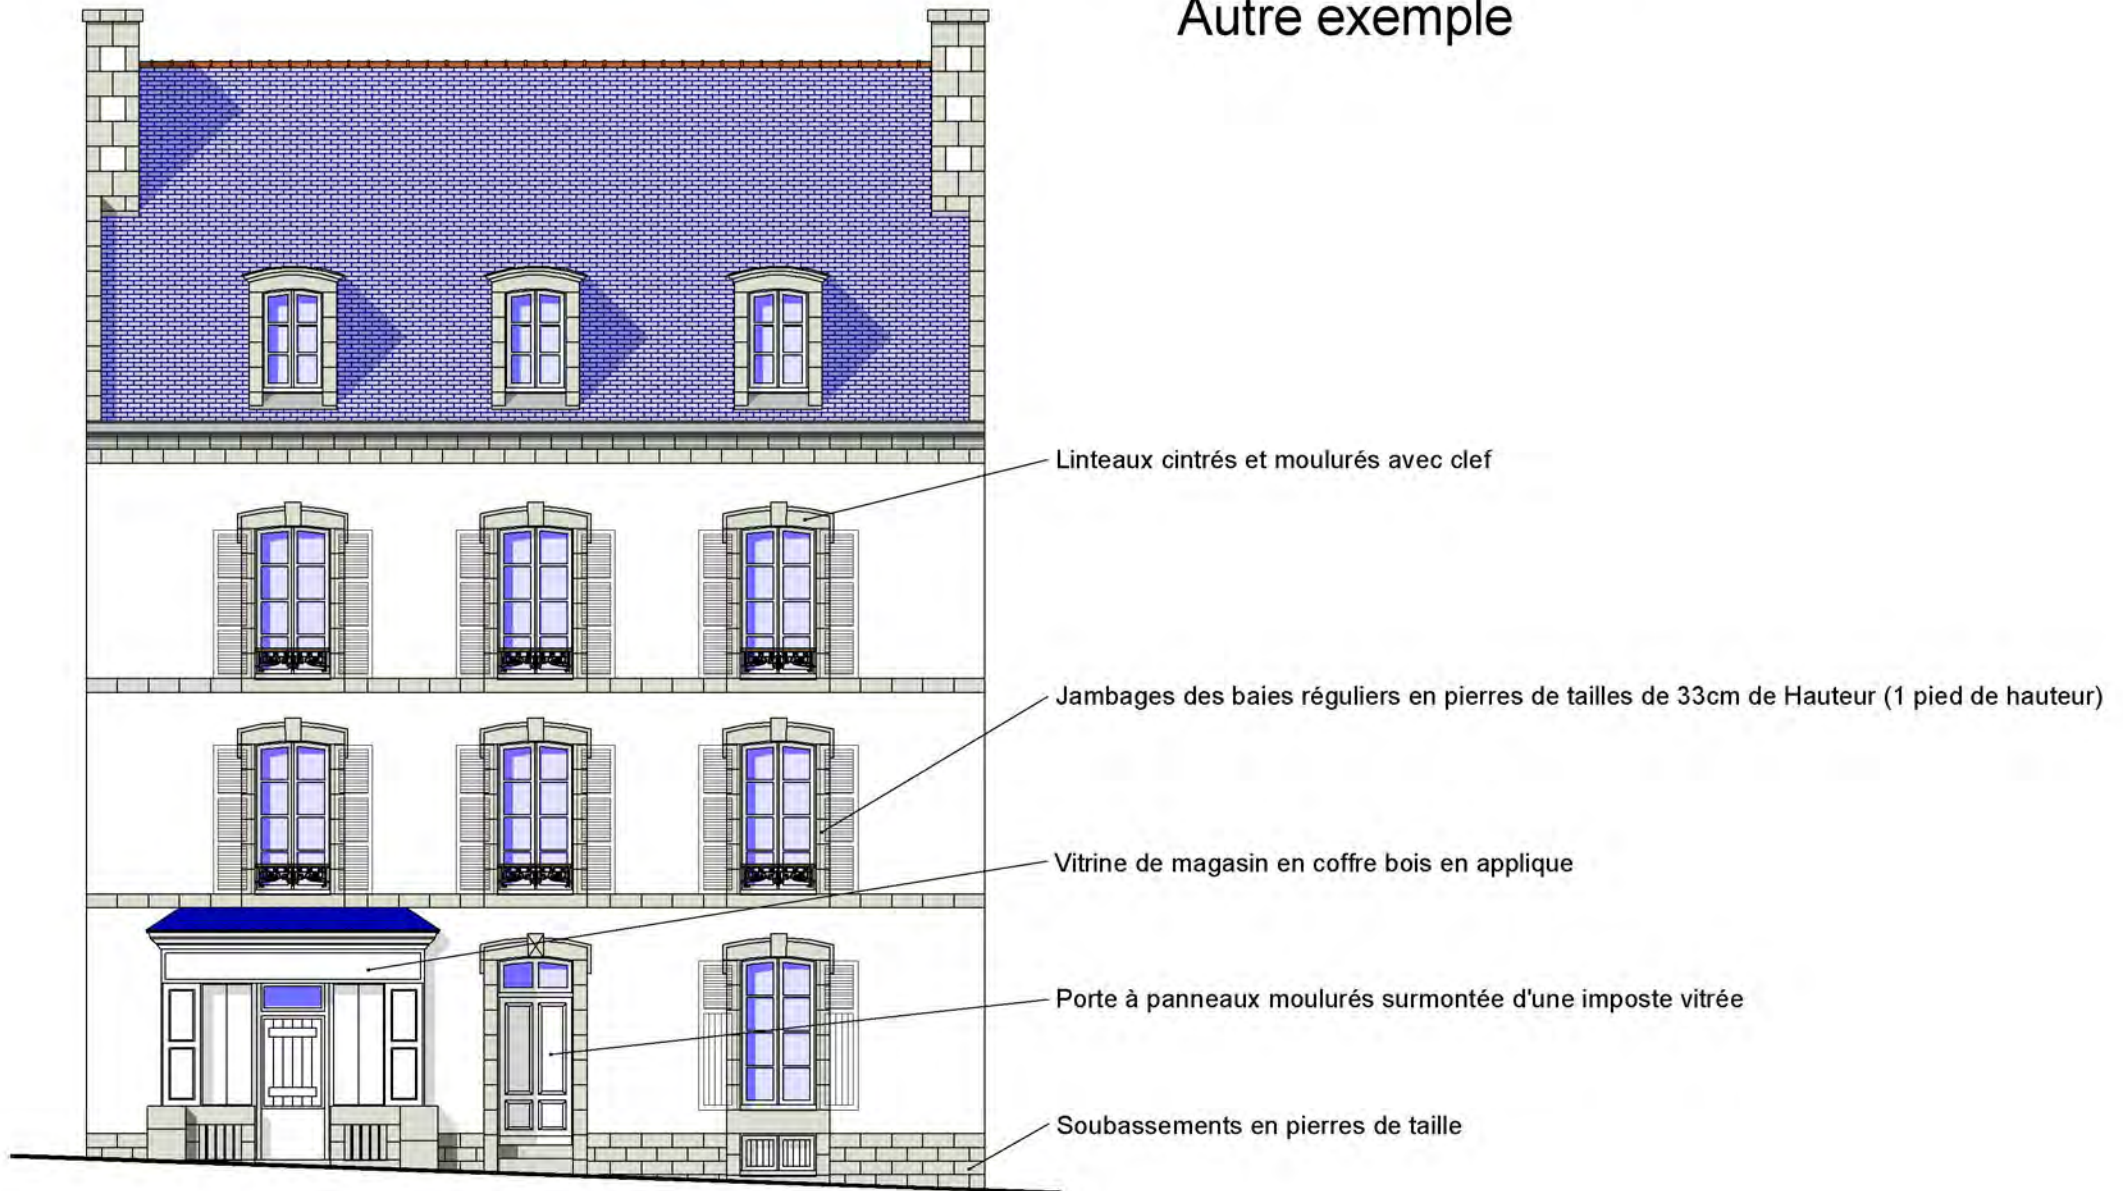 Autre exemple
Linteaux cintrés et moulurés avec clef
Jambages des baies réguliers en pierres de tailles de 33cm de Hauteur (1 pied de hauteur)
Vitrine de magasin en coffre bois en applique
Porte à panneaux moulurés surmontée d'une imposte vitrée
Soubassements en pierres de taille